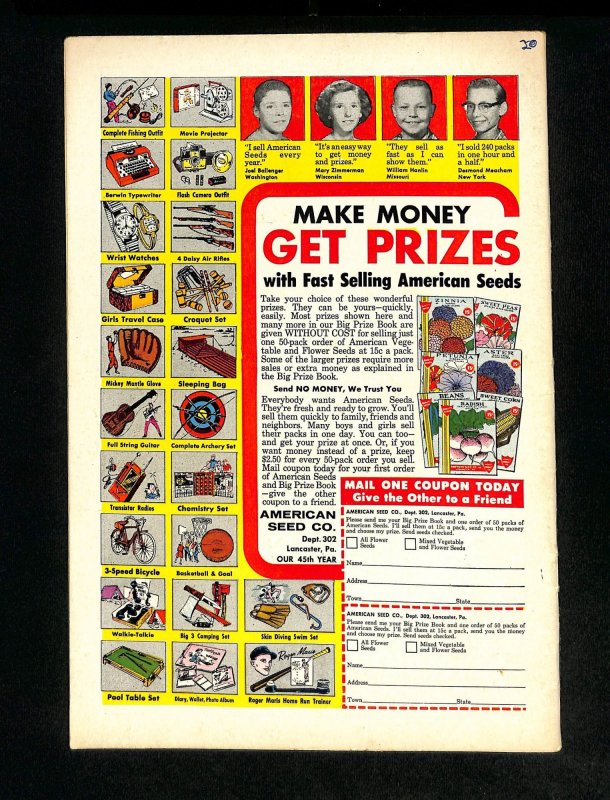 20
Complete Fishing Outfit
Movie Projector
Berwin Typewriter
Flash Camera Outfit
Wrist Watches
4 Daisy Air Rifles
Girls Travel Case
Croquet Set
Mickey Mantle Glove
Sleeping Bag
Full String Guitar
Complete Archery Set
Transistor Radios
Chemistry Set
3-Speed Bicycle
Basketball & Goal
Walkie-Talkie
Big 3 Camping Set
Skin Diving Swim Set
Pool Table Set
Diary, Wallet, Photo Album
Roger Maris
Roger Maris Home Run Trainer
"I sell American
Seeds every
year."
Joel Ballenger
Washington
"It's an easy way
to get money
and prizes."
Mary Zimmerman
Wisconsin
"They sell as
fast as I can
show them."
William Hanlin
Missouri
"I sold 240 packs
in one hour and
a half."
Desmond Meacham
New York
MAKE MONEY
GET PRIZES
with Fast Selling American Seeds
Take your choice of these wonderful
prizes. They can be yours—quickly,
easily. Most prizes shown here and
many more in our Big Prize Book are
given WITHOUT COST for selling just
one 50-pack order of American Vege-
table and Flower Seeds at 15c a pack.
Some of the larger prizes require more
sales or extra money as explained in
the Big Prize Book.
Send NO MONEY, We Trust You
Everybody wants American Seeds.
They're fresh and ready to grow. You'll
sell them quickly to family, friends and
neighbors. Many boys and girls sell
their packs in one day. You can too—
and get your prize at once. Or, if you
want money instead of a prize, keep
$2.50 for every 50-pack order you sell.
Mail coupon today for your first order
of American Seeds
and Big Prize Book
—give the other
coupon to a friend.
AMERICAN
SEED CO.
Dept. 302
Lancaster, Pa.
OUR 45th YEAR
ZINNIA
SWEET PEAS
PETUNIA
ASTER
BEANS
SWEET CORN
RADISH
MAIL ONE COUPON TODAY
Give the Other to a Friend
AMERICAN SEED CO., Dept. 302, Lancaster, Pa.
Please send me your Big Prize Book and one order of 50 packs of
American Seeds. I'll sell them at 15c a pack, send you the money
and choose my prize. Send seeds checked.
All Flower
Seeds
Mixed Vegetable
and Flower Seeds
Name
Address
Town State
AMERICAN SEED CO., Dept. 302, Lancaster, Pa.
Please send me your Big Prize Book and one order of 50 packs of
American Seeds. I'll sell them at 15c a pack, send you the money
and choose my prize. Send seeds checked.
All Flower
Seeds
Mixed Vegetable
and Flower Seeds
Name
Address
Town State